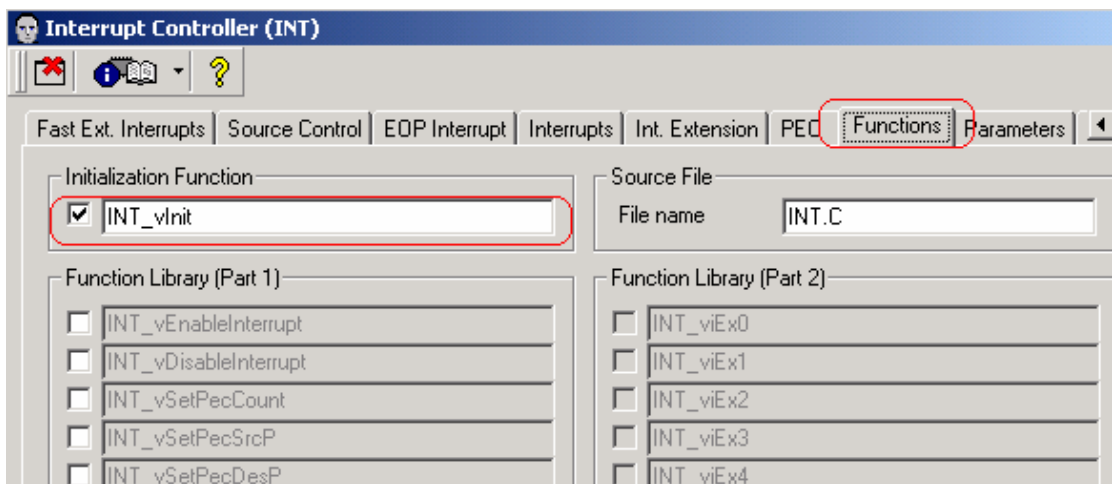 Interrupt Controller (INT)
Fast Ext. Interrupts Source Control EOP Interrupt Interrupts Int. Extension PEC Functions Parameters
Initialization Function Source File
INT_vInit File name INT.C
Function Library (Part 1) Function Library (Part 2)
INT_vEnableInterrupt INT_viEx0
INT_vDisableInterrupt INT_viEx1
INT_vSetPecCount INT_viEx2
INT_vSetPecSrcP INT_viEx3
INT_vSetPecDesP INT_viEx4